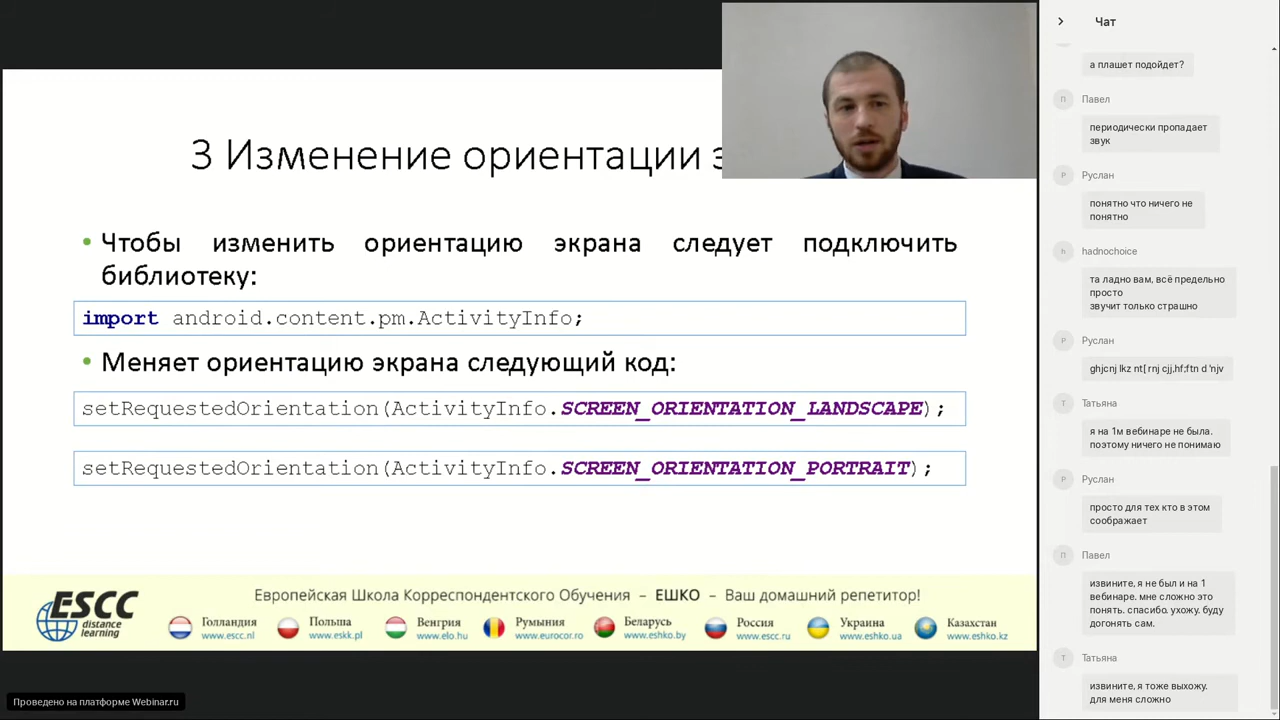 3 Изменение ориентации
• Чтобы изменить ориентацию экрана следует подключить
библиотеку:
import android.content.pm.ActivityInfo;
• Меняет ориентацию экрана следующий код:
setRequestedOrientation(ActivityInfo.SCREEN_ORIENTATION_LANDSCAPE);
setRequestedOrientation(ActivityInfo.SCREEN_ORIENTATION_PORTRAIT);
ESCC
distance
learning
Европейская Школа Корреспондентского Обучения – ЕШКО – Ваш домашний репетитор!
Голландия
www.escc.nl
Польша
www.eskk.pl
Венгрия
www.elo.hu
Румыния
www.eurocor.ro
Беларусь
www.eshko.by
Россия
www.escc.ru
Украина
www.eshko.ua
Казахстан
www.eshko.kz
Проведено на платформе Webinar.ru
Чат
а плашет подойдет?
П
Павел
периодически пропадает
звук
Р
Руслан
понятно что ничего не
понятно
h
hadnochoice
та ладно вам, всё предельно
просто
звучит только страшно
Р
Руслан
ghjcnj lkz nt[ rnj cjj,hf;ftn d 'njv
Т
Татьяна
я на 1м вебинаре не была.
поэтому ничего не понимаю
Р
Руслан
просто для тех кто в этом
соображает
П
Павел
извините, я не был и на 1
вебинаре. мне сложно это
понять. спасибо. ухожу. буду
догонять сам.
Т
Татьяна
извините, я тоже выхожу.
для меня сложно